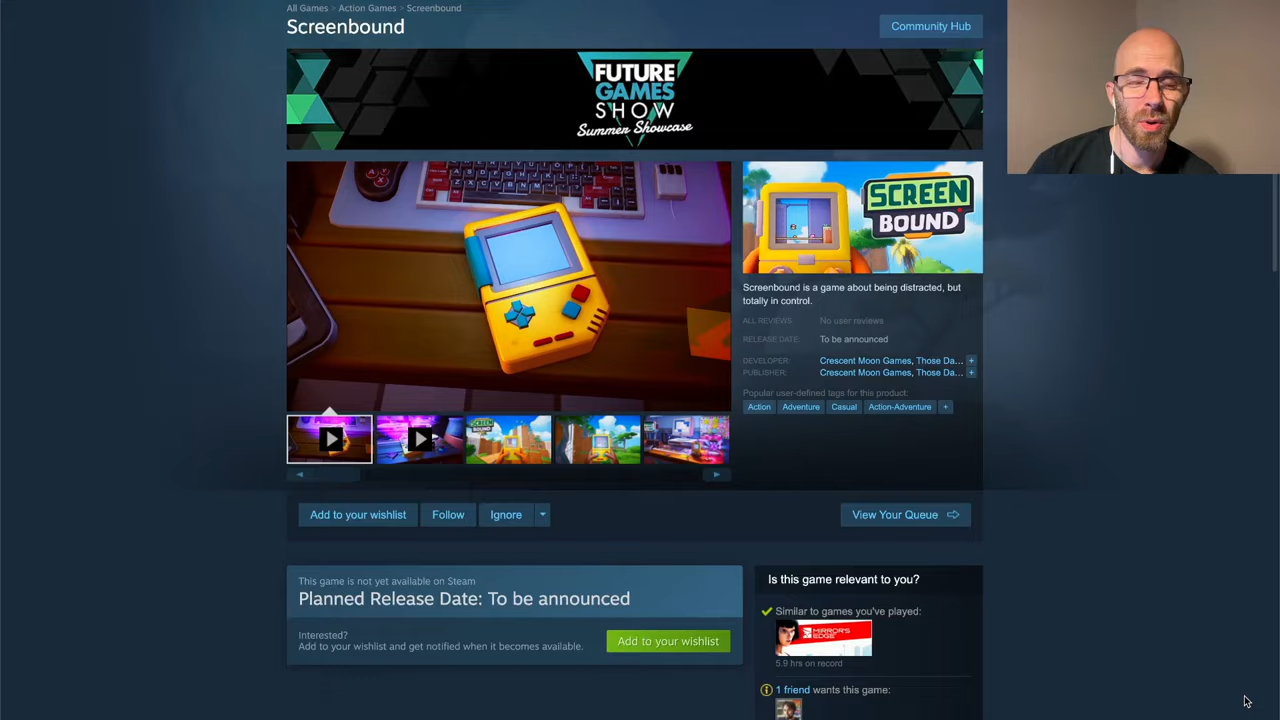 All Games > Action Games > Screenbound
Screenbound
Community Hub
FUTURE
GAMES
SHOW
Summer Showcase
SCREEN
BOUND
Screenbound is a game about being distracted, but
totally in control.
ALL REVIEWS: No user reviews
RELEASE DATE: To be announced
DEVELOPER: Crescent Moon Games, Those Da... +
PUBLISHER: Crescent Moon Games, Those Da... +
Popular user-defined tags for this product:
Action Adventure Casual Action-Adventure +
SCREEN
BOUND
Add to your wishlist Follow Ignore
View Your Queue
This game is not yet available on Steam
Planned Release Date: To be announced
Interested?
Add to your wishlist and get notified when it becomes available.
Add to your wishlist
Is this game relevant to you?
Similar to games you've played:
MIRROR'S
EDGE
5.9 hrs on record
1 friend wants this game: